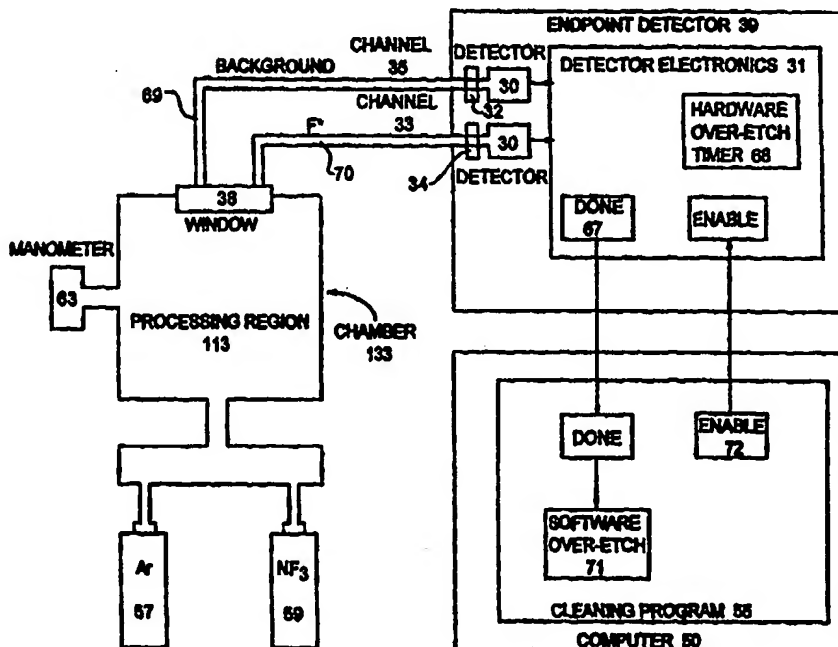 ENDPOINT DETECTOR 39
CHANNEL
35
DETECTOR
DETECTOR ELECTRONICS 31
BACKGROUND
30
69
32
CHANNEL
33
HARDWARE
OVER-ETCH
TIMER 68
F*
30
70
34
DETECTOR
38
WINDOW
DONE
67
ENABLE
MANOMETER
63
PROCESSING REGION
113
CHAMBER
133
DONE
ENABLE
72
SOFTWARE
OVER-ETCH
71
Ar
57
NF3
59
CLEANING PROGRAM 55
COMPUTER 50